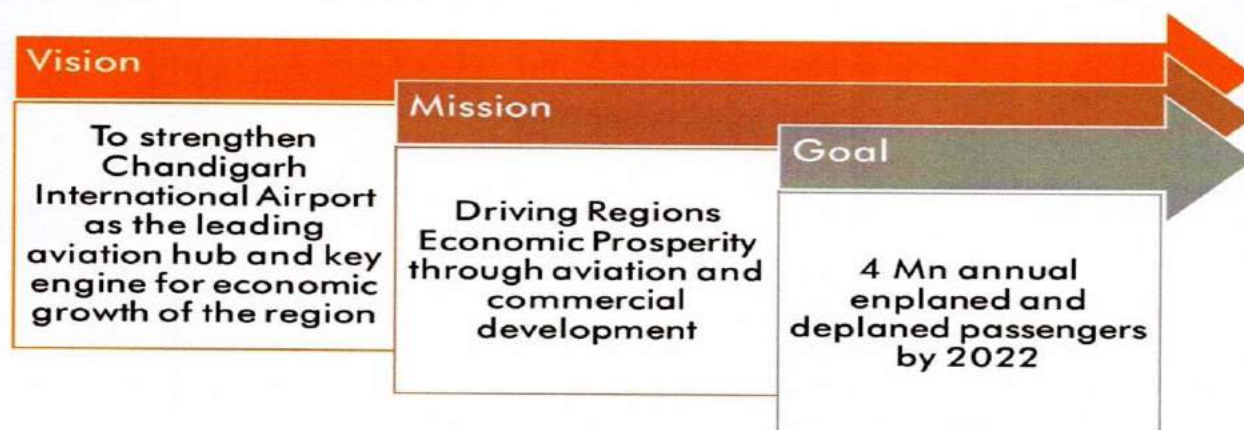 Vision
To strengthen
Chandigarh
International Airport
as the leading
aviation hub and key
engine for economic
growth of the region
Mission
Driving Regions
Economic Prosperity
through aviation and
commercial
development
Goal
4 Mn annual
enplaned and
deplaned passengers
by 2022